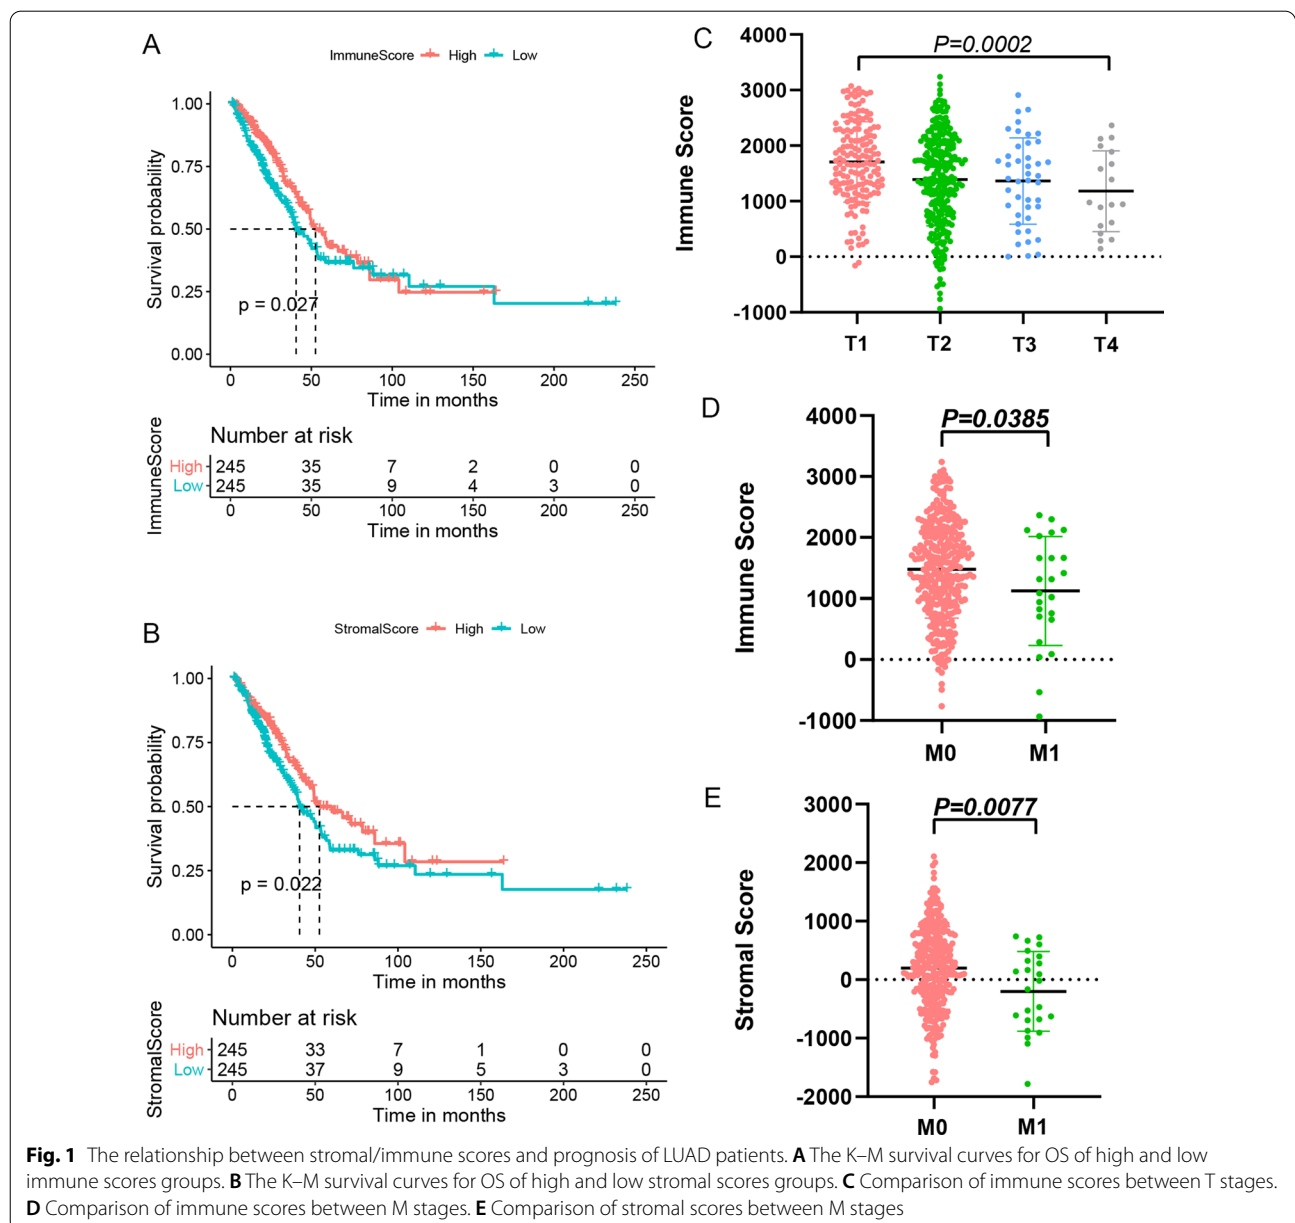 A
ImmuneScore High Low
Survival probability
1.00
0.75
0.50
0.25
0.00
p = 0.027
0 50 100 150 200 250
Time in months
ImmuneScore
Number at risk
High 245 35 7 2 0 0
Low 245 35 9 4 3 0
0 50 100 150 200 250
Time in months
B
StromalScore High Low
Survival probability
1.00
0.75
0.50
0.25
0.00
p = 0.022
0 50 100 150 200 250
Time in months
StromalScore
Number at risk
High 245 33 7 1 0 0
Low 245 37 9 5 3 0
0 50 100 150 200 250
Time in months
C
P=0.0002
Immune Score
4000
3000
2000
1000
0
-1000
T1 T2 T3 T4
D
P=0.0385
Immune Score
4000
3000
2000
1000
0
-1000
M0 M1
E
P=0.0077
Stromal Score
3000
2000
1000
0
-1000
-2000
M0 M1
Fig. 1 The relationship between stromal/immune scores and prognosis of LUAD patients. A The K–M survival curves for OS of high and low
immune scores groups. B The K–M survival curves for OS of high and low stromal scores groups. C Comparison of immune scores between T stages.
D Comparison of immune scores between M stages. E Comparison of stromal scores between M stages